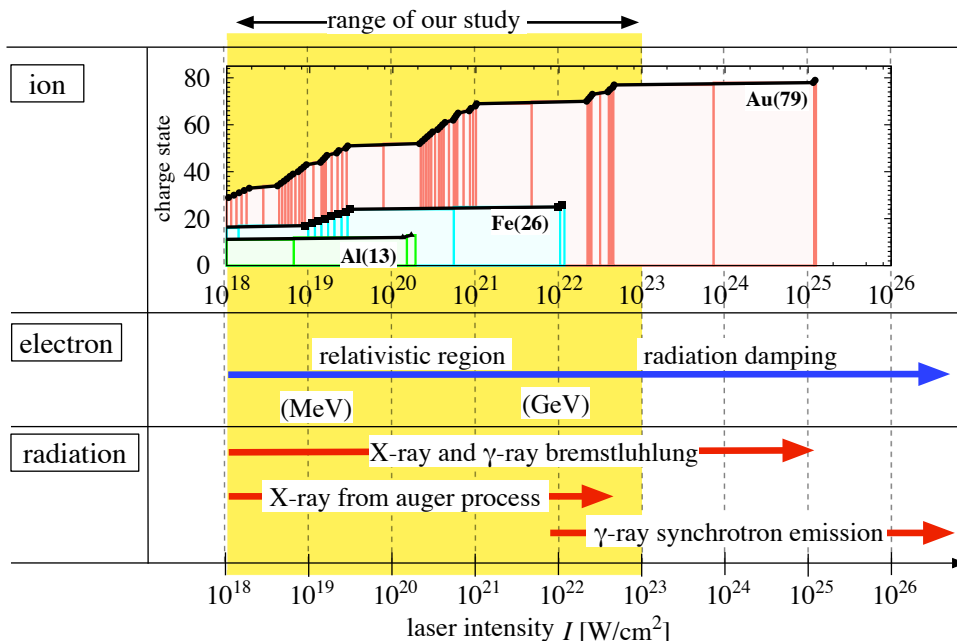 range of our study
ion
charge state
80
60
40
20
0
Au(79)
Fe(26)
Al(13)
10^18 10^19 10^20 10^21 10^22 10^23 10^24 10^25 10^26
electron
relativistic region
radiation damping
(MeV)
(GeV)
radiation
X-ray and γ-ray bremstluhlung
X-ray from auger process
γ-ray synchrotron emission
10^18 10^19 10^20 10^21 10^22 10^23 10^24 10^25 10^26
laser intensity I [W/cm^2]